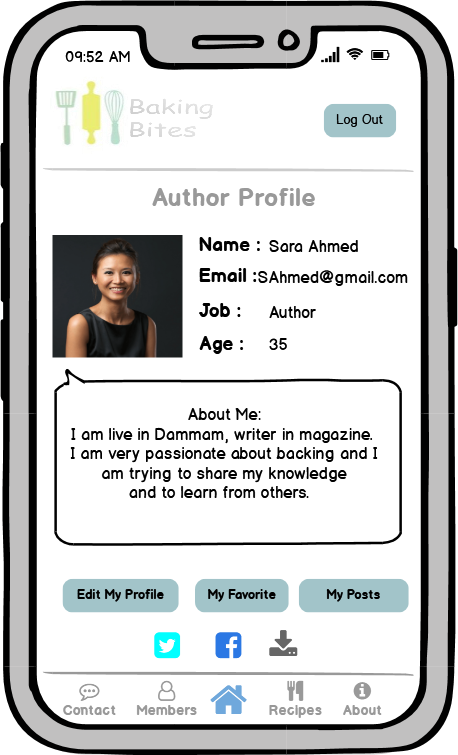 09:52 AM
Baking
Bites
Log Out
Author Profile
Name : Sara Ahmed
Email :SAhmed@gmail.com
Job : Author
Age : 35
About Me:
I am live in Dammam, writer in magazine.
I am very passionate about backing and I
am trying to share my knowledge
and to learn from others.
Edit My Profile My Favorite My Posts
Contact Members Recipes About